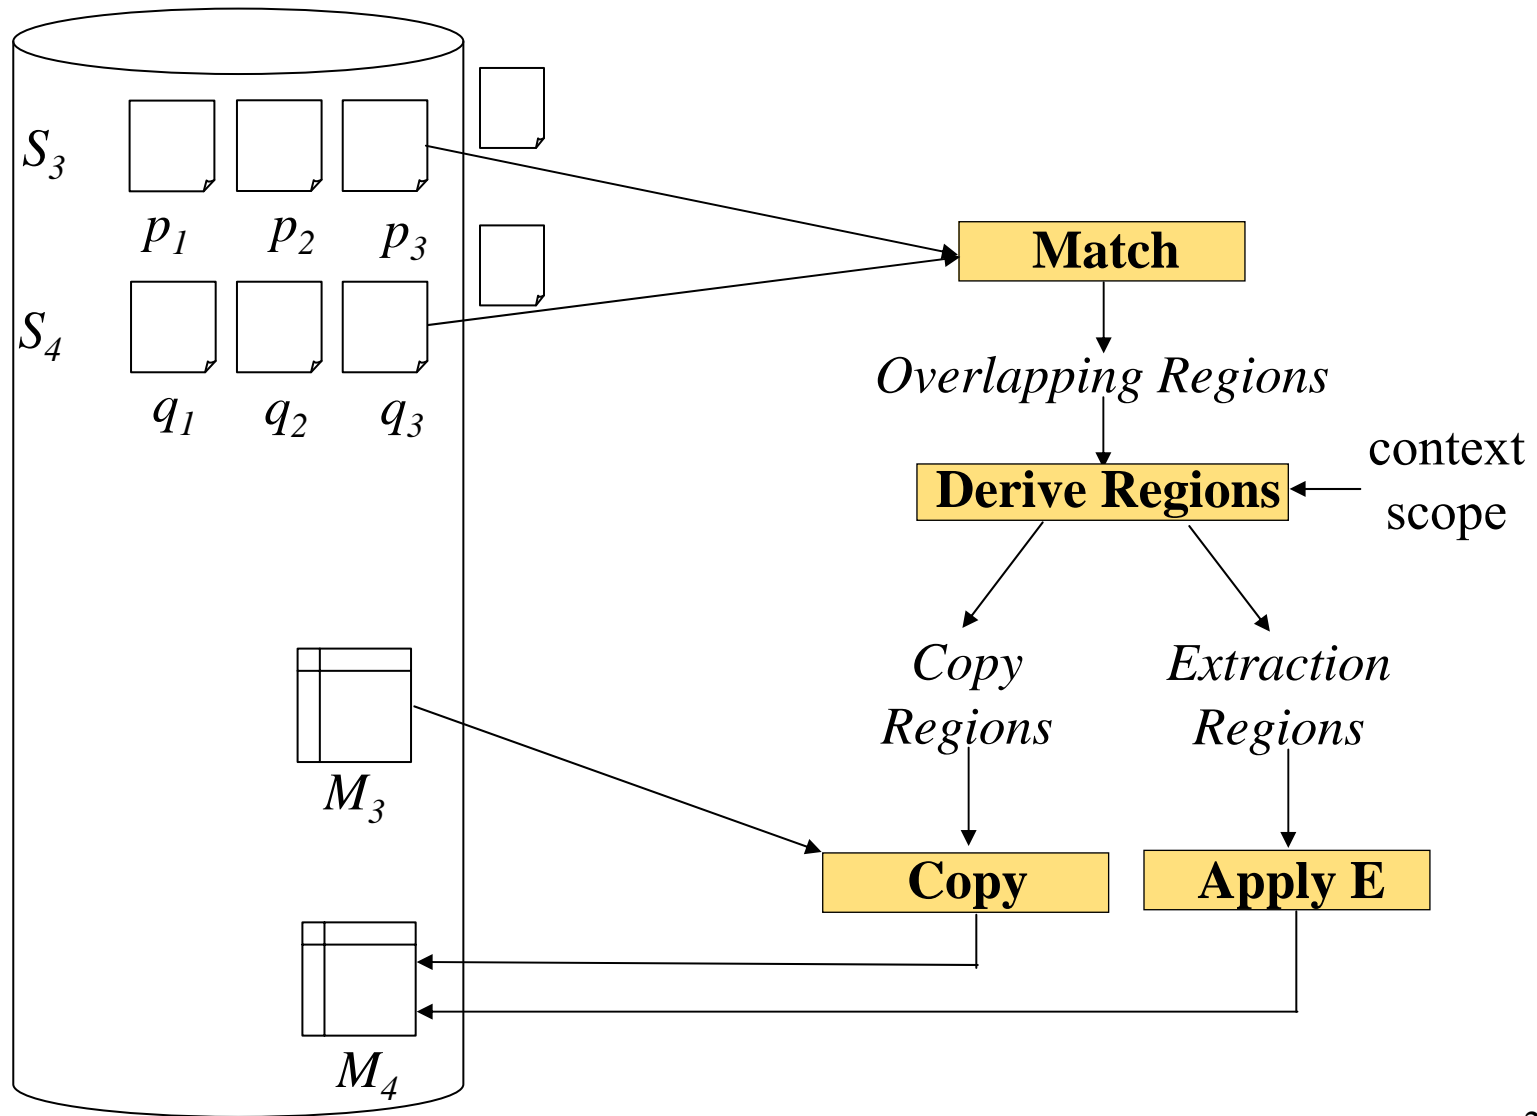 S3
p1 p2 p3
Match
S4
q1 q2 q3
Overlapping Regions
Derive Regions
context
scope
Copy
Regions
Extraction
Regions
M3
Copy
Apply E
M4